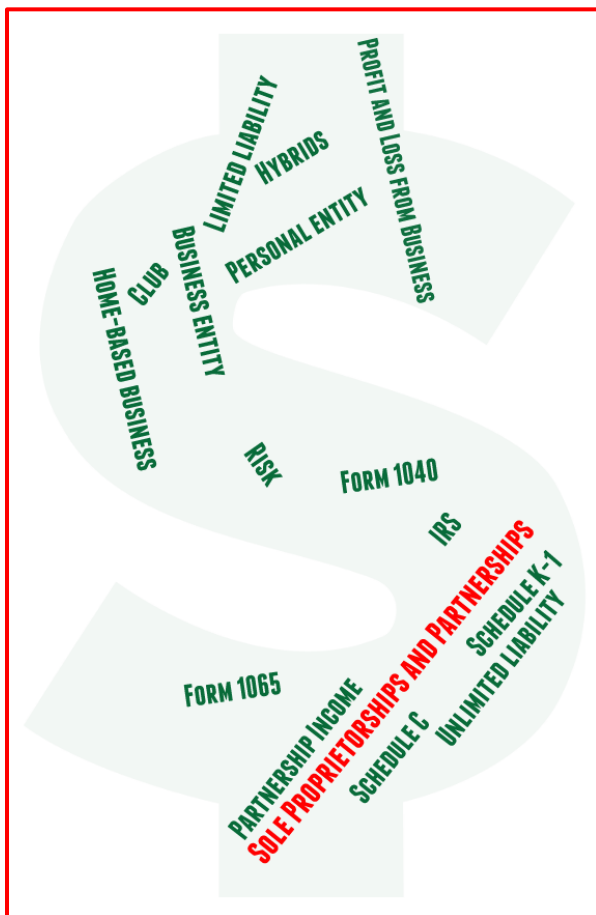 Profit and Loss From Business
Limited liability
Hybrids
Personal entity
Business entity
Club
Home-based business
Risk
Form 1040
IRS
Sole Proprietorships and Partnerships
Schedule K-1
Unlimited liability
Form 1065
Partnership Income
Schedule C